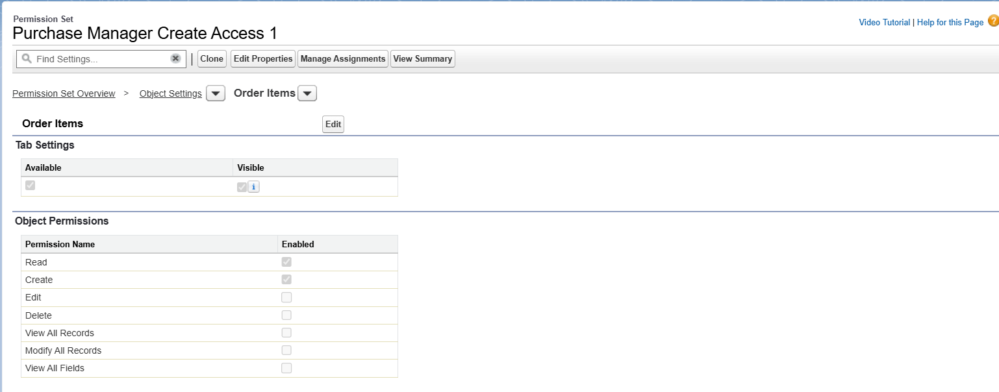 Permission Set
Purchase Manager Create Access 1
Video Tutorial | Help for this Page ?
Find Settings... Clone Edit Properties Manage Assignments View Summary
Permission Set Overview > Object Settings Order Items
Order Items Edit
Tab Settings
Available Visible
i
Object Permissions
Permission Name Enabled
Read
Create
Edit
Delete
View All Records
Modify All Records
View All Fields